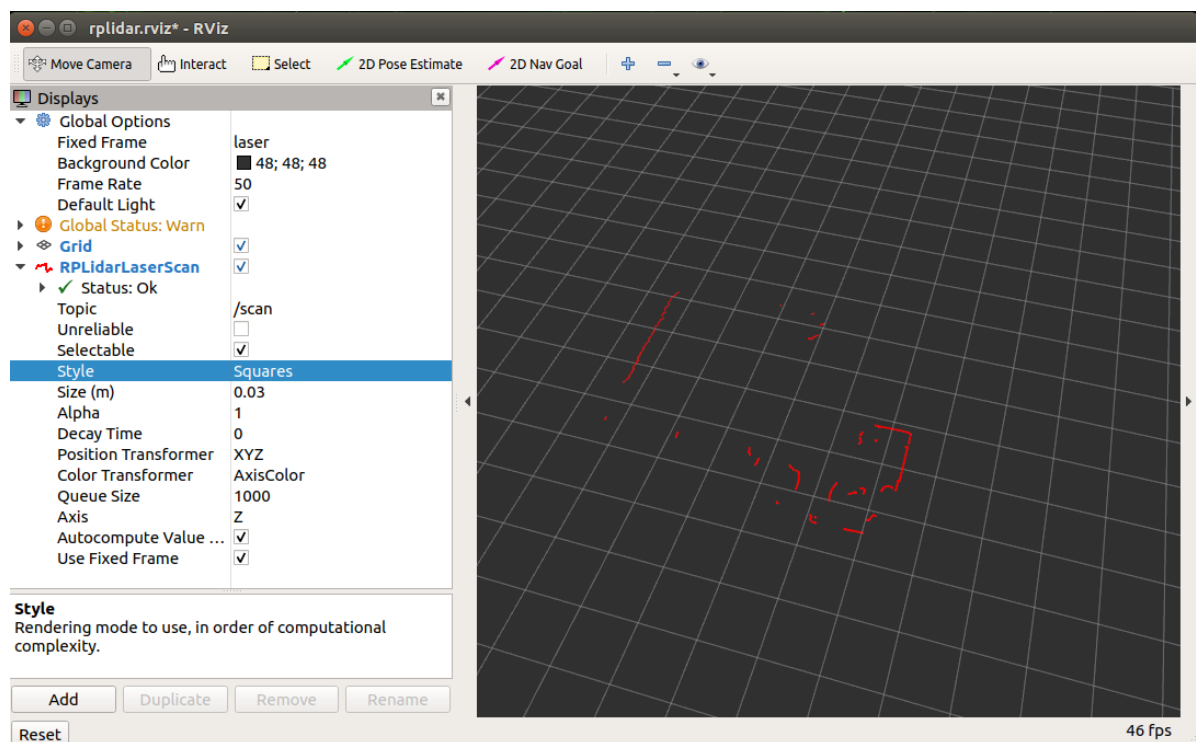 rplidar.rviz* - RViz
Move Camera Interact Select 2D Pose Estimate 2D Nav Goal
Displays
Global Options
Fixed Frame laser
Background Color 48; 48; 48
Frame Rate 50
Default Light
Global Status: Warn
Grid
RPLidarLaserScan
Status: Ok
Topic /scan
Unreliable
Selectable
Style Squares
Size (m) 0.03
Alpha 1
Decay Time 0
Position Transformer XYZ
Color Transformer AxisColor
Queue Size 1000
Axis Z
Autocompute Value ...
Use Fixed Frame
Style
Rendering mode to use, in order of computational
complexity.
Add Duplicate Remove Rename
Reset 46 fps